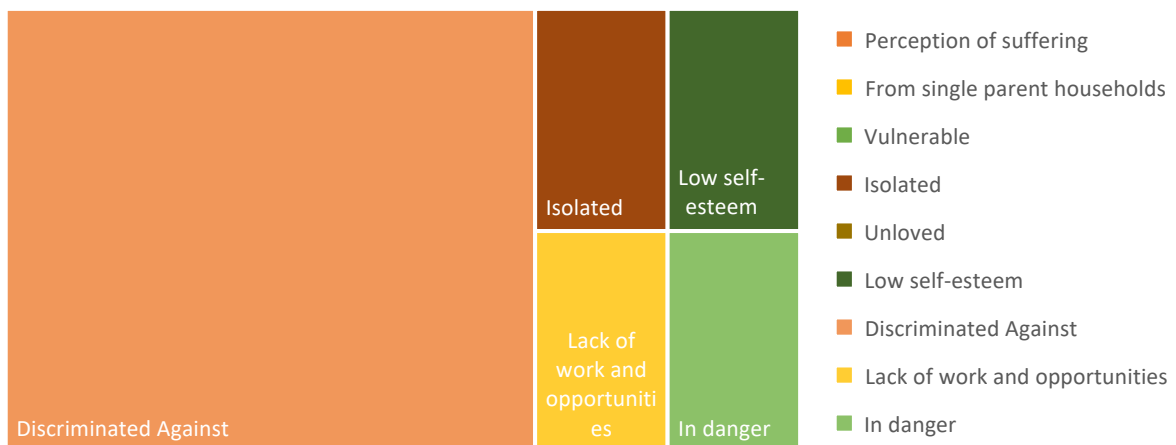 Discriminated Against
Isolated
Low self-
esteem
Lack of
work and
opportuniti
es
In danger
Perception of suffering
From single parent households
Vulnerable
Isolated
Unloved
Low self-esteem
Discriminated Against
Lack of work and opportunities
In danger